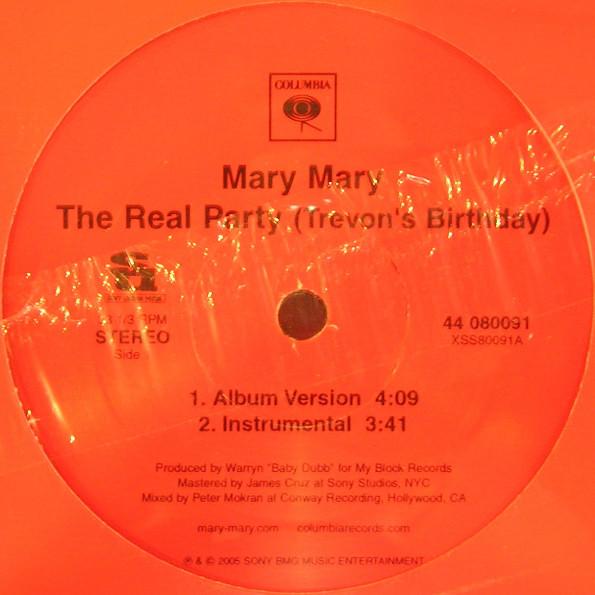 COLUMBIA
Mary Mary
The Real Party (Trevon's Birthday)
1/3 RPM
STEREO
Side
44 080091
XSS80091A
1. Album Version 4:09
2. Instrumental 3:41
Produced by Warryn "Baby Dubb" for My Block Records
Mastered by James Cruz at Sony Studios, NYC
Mixed by Peter Mokran at Conway Recording, Hollywood, CA
mary-mary.com columbiarecords.com
℗ & © 2005 SONY BMG MUSIC ENTERTAINMENT